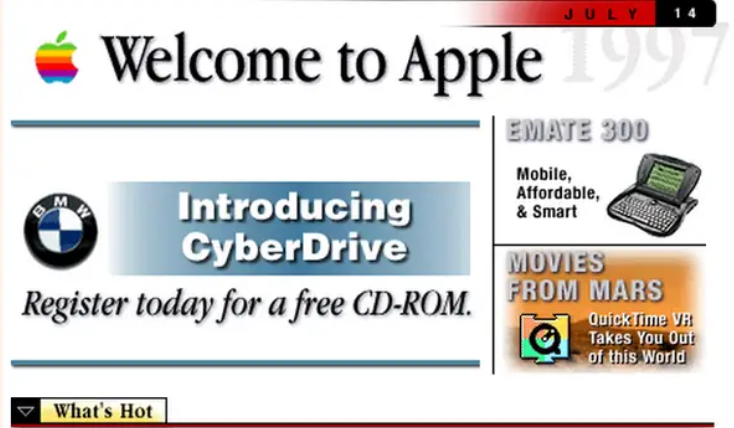 JULY 14
1997
Welcome to Apple
BMW
Introducing
CyberDrive
Register today for a free CD-ROM.
EMATE 300
Mobile,
Affordable,
& Smart
MOVIES
FROM MARS
QuickTime VR
Takes You Out
of this World
What's Hot